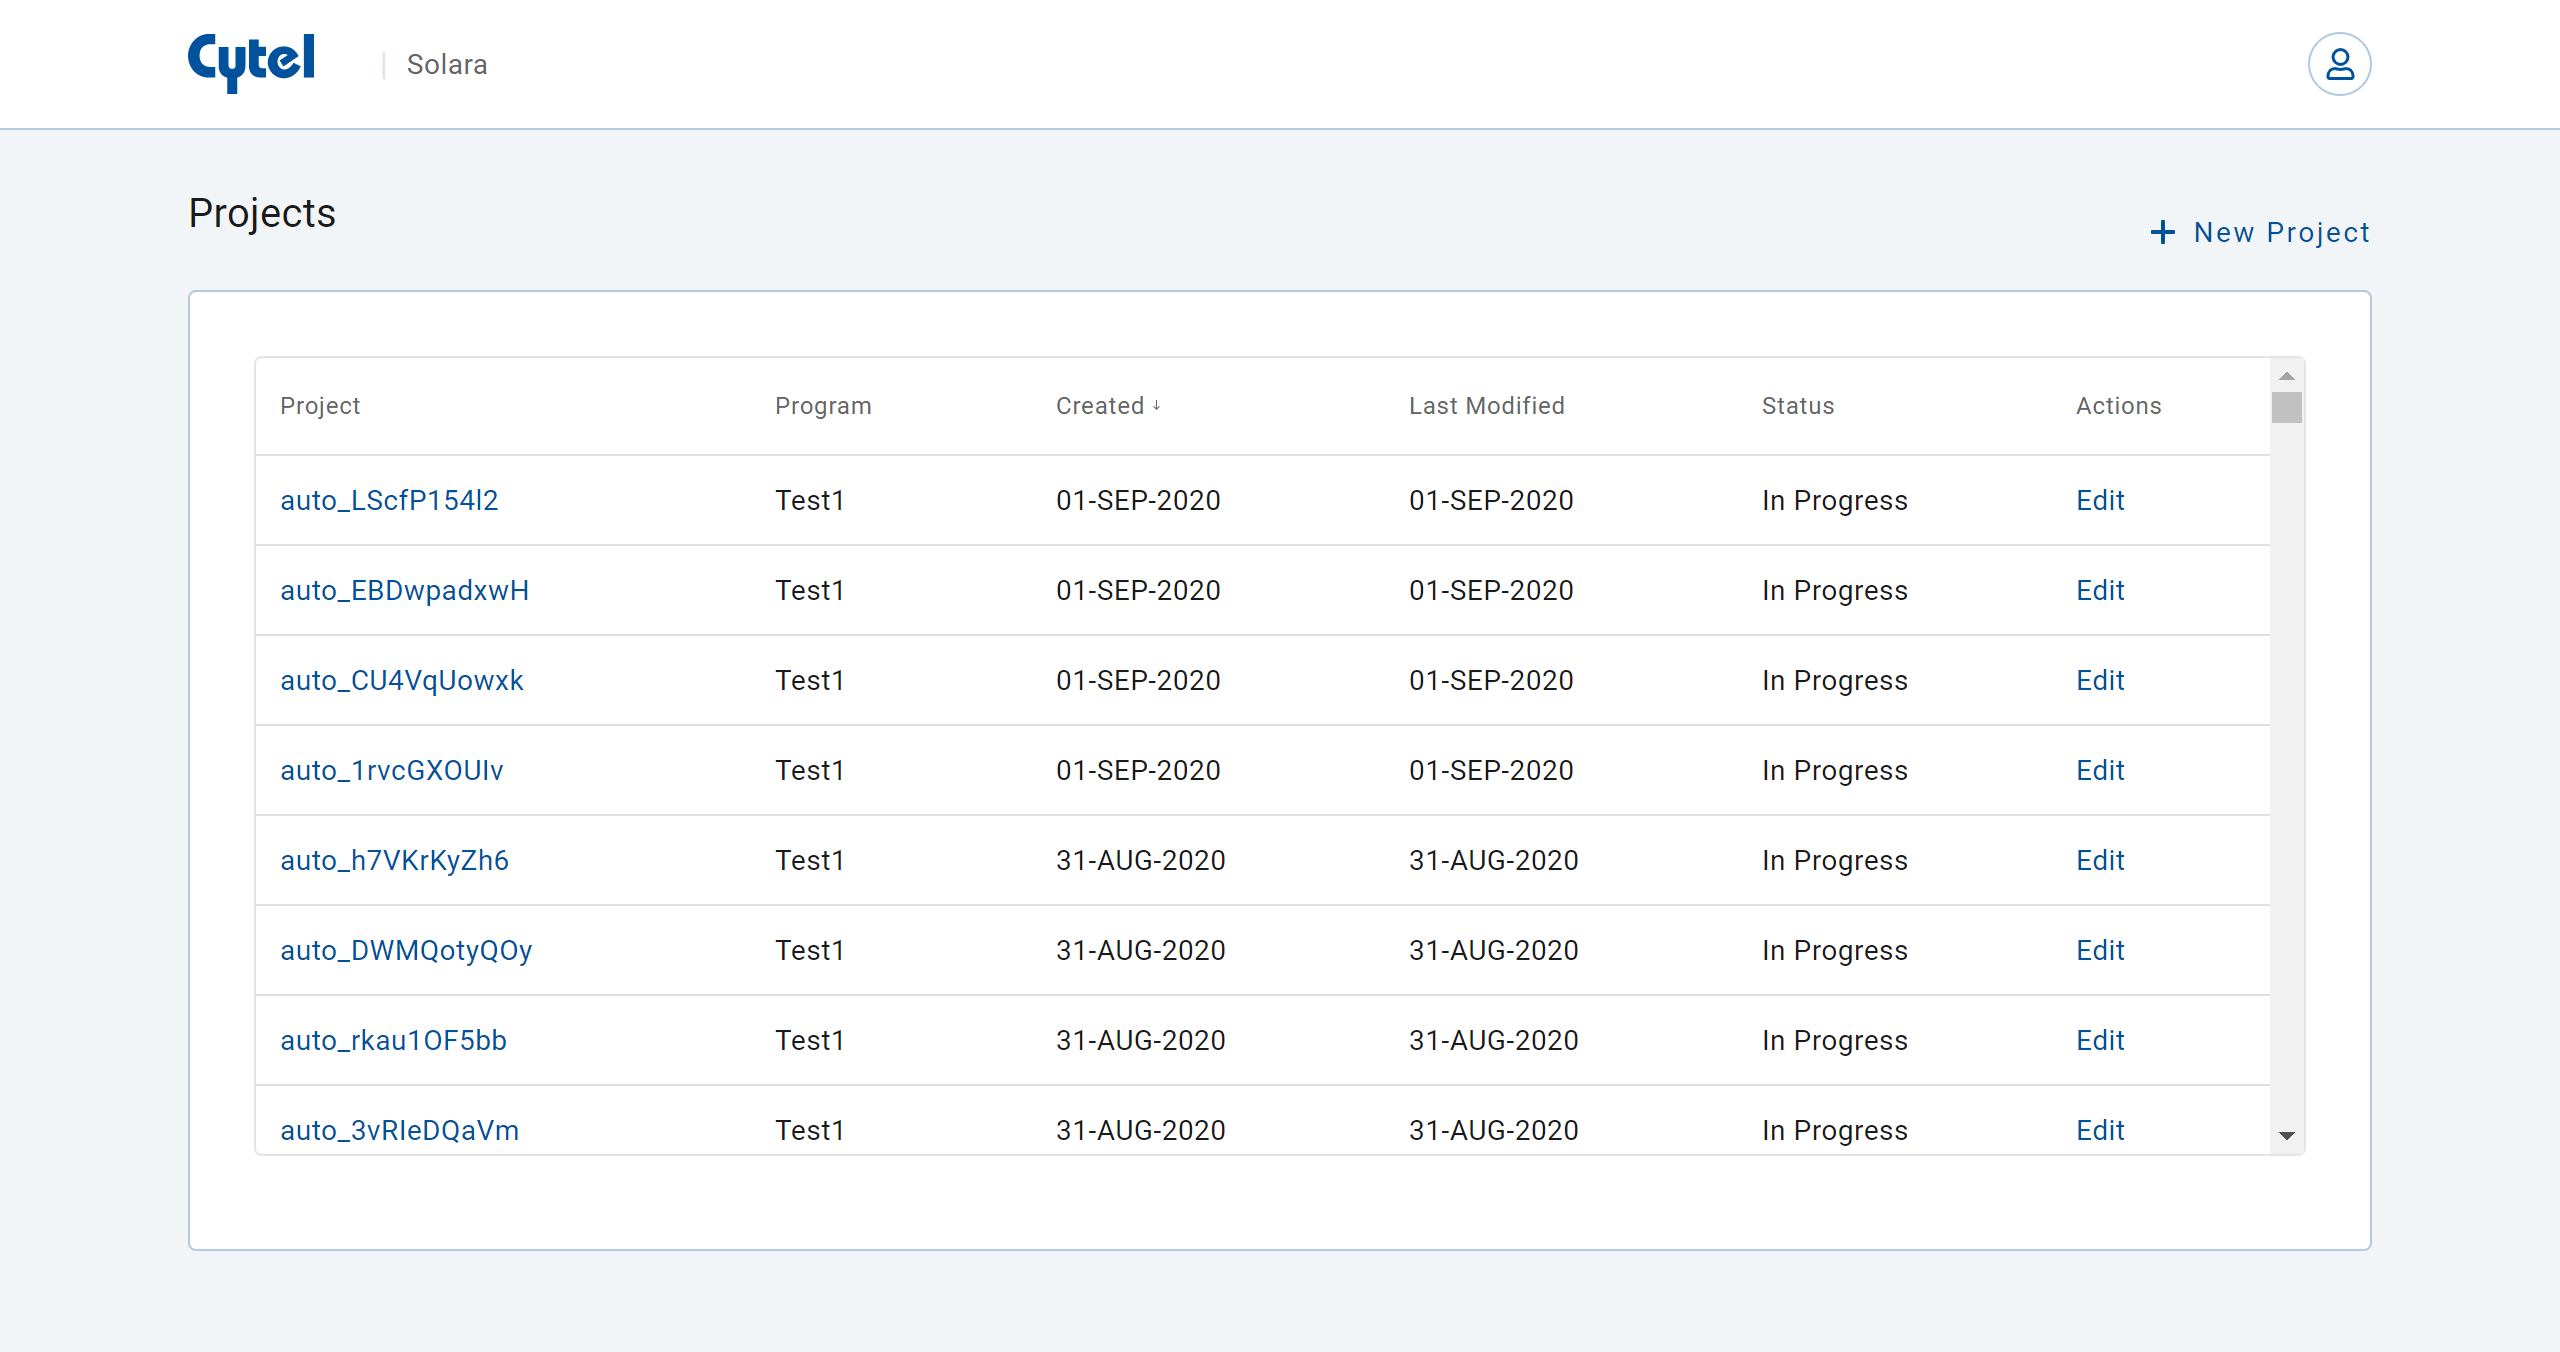 Cytel | Solara
Projects
+ New Project
Project Program Created ↓ Last Modified Status Actions
auto_LScfP154l2 Test1 01-SEP-2020 01-SEP-2020 In Progress Edit
auto_EBDwpadxwH Test1 01-SEP-2020 01-SEP-2020 In Progress Edit
auto_CU4VqUowxk Test1 01-SEP-2020 01-SEP-2020 In Progress Edit
auto_1rvcGXOUIv Test1 01-SEP-2020 01-SEP-2020 In Progress Edit
auto_h7VKrKyZh6 Test1 31-AUG-2020 31-AUG-2020 In Progress Edit
auto_DWMQotyQOy Test1 31-AUG-2020 31-AUG-2020 In Progress Edit
auto_rkau1OF5bb Test1 31-AUG-2020 31-AUG-2020 In Progress Edit
auto_3vRIeDQaVm Test1 31-AUG-2020 31-AUG-2020 In Progress Edit